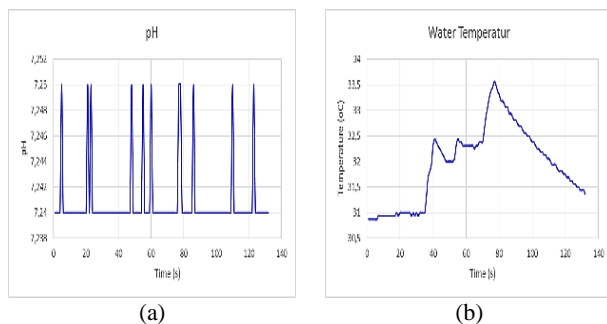 pH
7,252
7,25
7,248
7,246
7,244
7,242
7,24
7,238
pH
0 20 40 60 80 100 120 140
Time (s)
(a)
Water Temperatur
34
33,5
33
32,5
32
31,5
31
30,5
Temperature (oC)
0 20 40 60 80 100 120 140
Time (s)
(b)